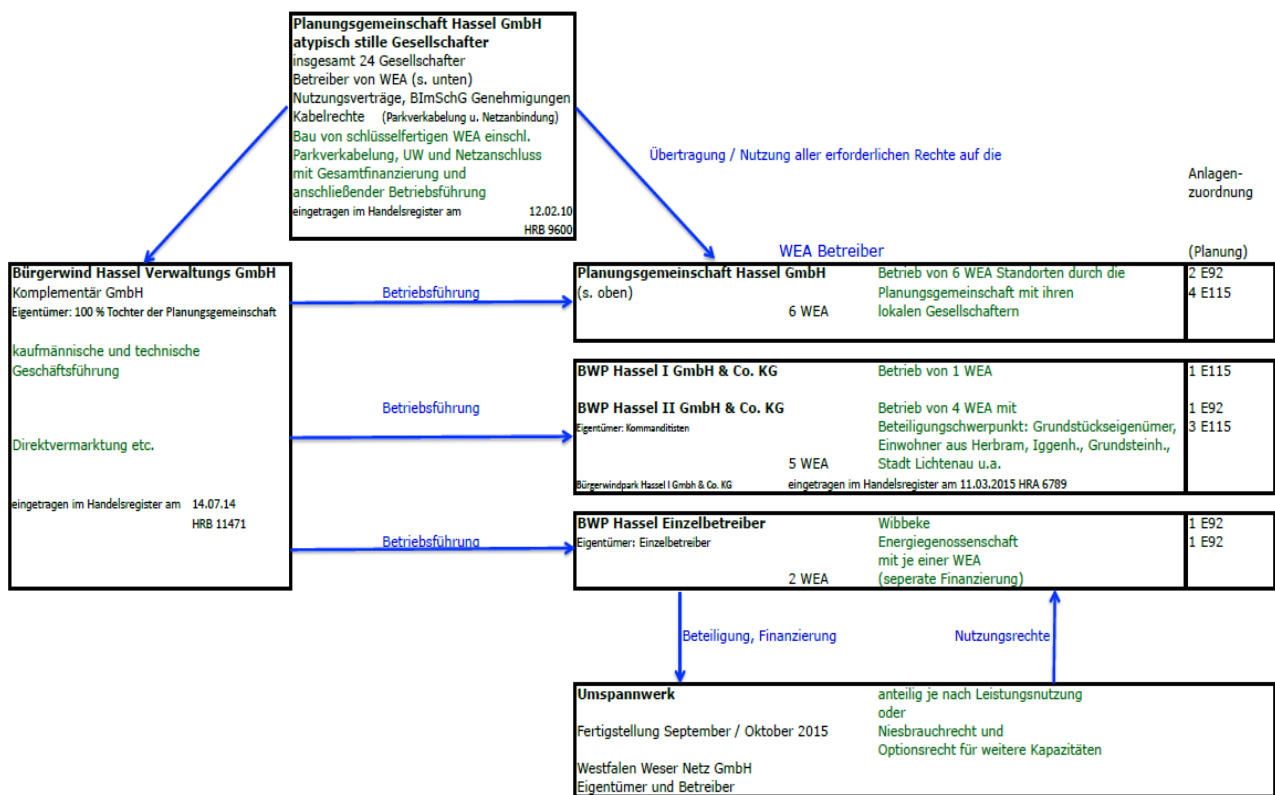 Planungsgemeinschaft Hassel GmbH
atypisch stille Gesellschafter
insgesamt 24 Gesellschafter
Betreiber von WEA (s. unten)
Nutzungsverträge, BImSchG Genehmigungen
Kabelrechte (Parkverkabelung u. Netzanbindung)
Bau von schlüsselfertigen WEA einschl.
Parkverkabelung, UW und Netzanschluss
mit Gesamtfinanzierung und
anschließender Betriebsführung
eingetragen im Handelsregister am 12.02.10
HRB 9600
Übertragung / Nutzung aller erforderlichen Rechte auf die
Anlagen-
zuordnung
WEA Betreiber
(Planung)
Bürgerwind Hassel Verwaltungs GmbH
Komplementär GmbH
Eigentümer: 100 % Tochter der Planungsgemeinschaft
kaufmännische und technische
Geschäftsführung
Direktvermarktung etc.
eingetragen im Handelsregister am 14.07.14
HRB 11471
Betriebsführung
Betriebsführung
Betriebsführung
Planungsgemeinschaft Hassel GmbH Betrieb von 6 WEA Standorten durch die 2 E92
(s. oben) Planungsgemeinschaft mit ihren 4 E115
6 WEA lokalen Gesellschaftern
BWP Hassel I GmbH & Co. KG Betrieb von 1 WEA 1 E115
BWP Hassel II GmbH & Co. KG Betrieb von 4 WEA mit 1 E92
Eigentümer: Kommanditisten Beteiligungschwerpunkt: Grundstückseigenümer, 3 E115
Einwohner aus Herbram, Iggenh., Grundsteinh.,
5 WEA Stadt Lichtenau u.a.
Bürgerwindpark Hassel I Gmbh & Co. KG eingetragen im Handelsregister am 11.03.2015 HRA 6789
BWP Hassel Einzelbetreiber Wibbeke 1 E92
Eigentümer: Einzelbetreiber Energiegenossenschaft 1 E92
mit je einer WEA
2 WEA (seperate Finanzierung)
Beteiligung, Finanzierung Nutzungsrechte
Umspannwerk anteilig je nach Leistungsnutzung
oder
Fertigstellung September / Oktober 2015 Niesbrauchrecht und
Optionsrecht für weitere Kapazitäten
Westfalen Weser Netz GmbH
Eigentümer und Betreiber